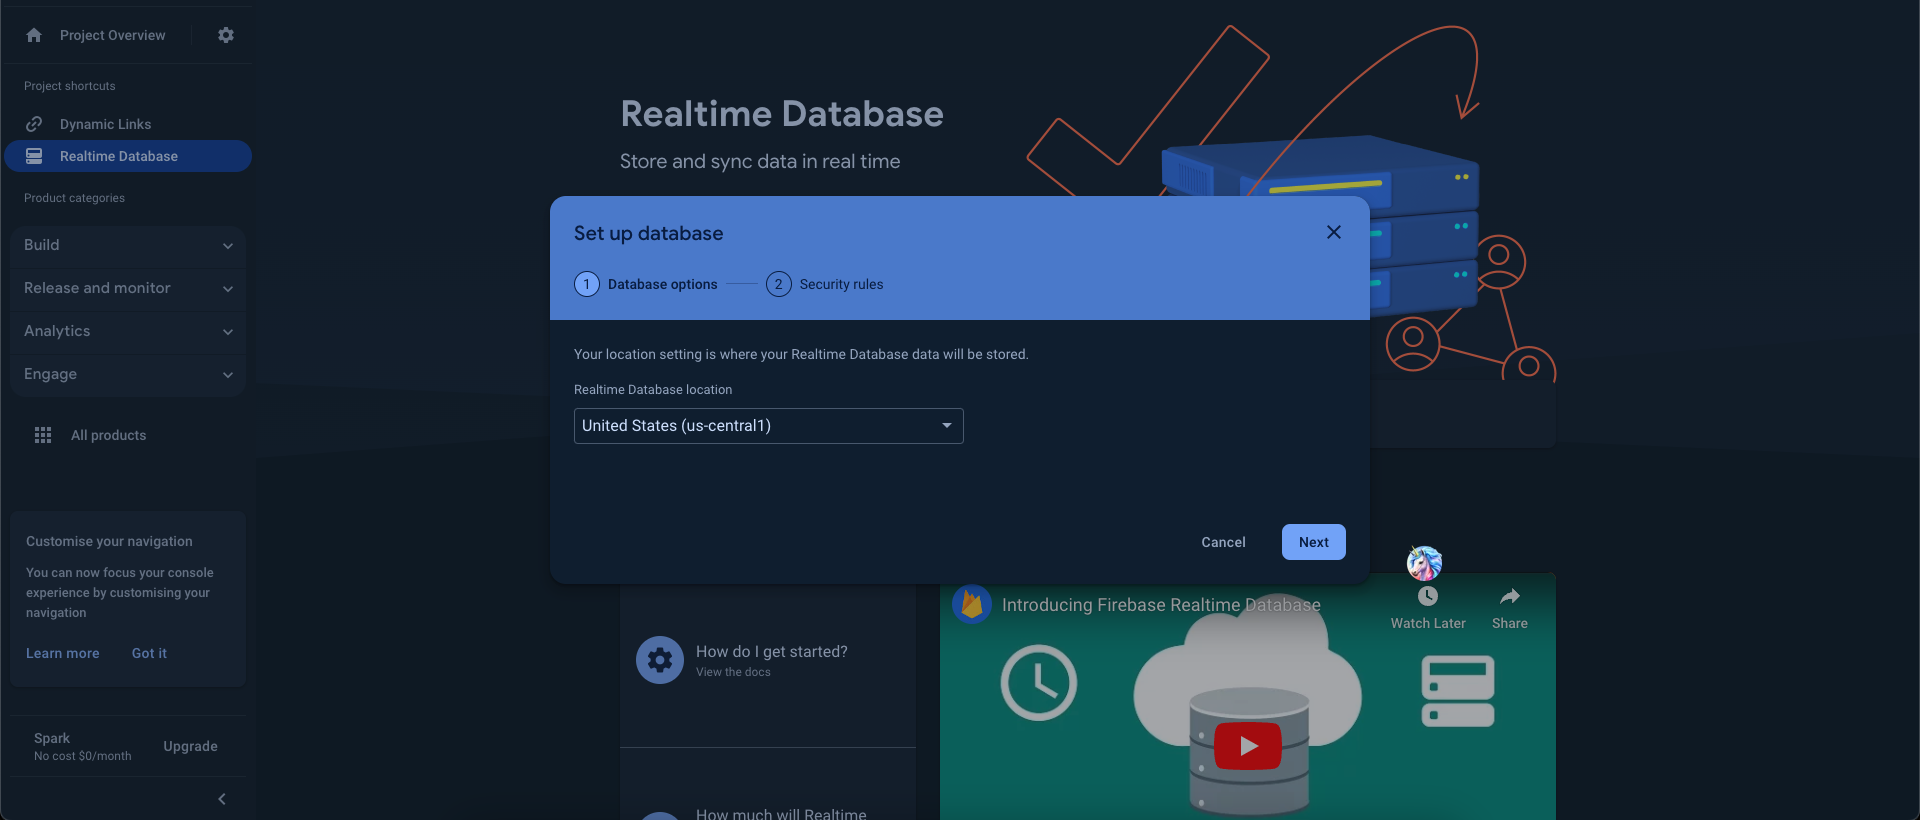 Project Overview
Project shortcuts
Dynamic Links
Realtime Database
Product categories
Build
Release and monitor
Analytics
Engage
All products
Customise your navigation
You can now focus your console
experience by customising your
navigation
Learn more Got it
Spark
No cost $0/month
Upgrade
Realtime Database
Store and sync data in real time
Set up database
1 Database options 2 Security rules
Your location setting is where your Realtime Database data will be stored.
Realtime Database location
United States (us-central1)
Cancel Next
How do I get started?
View the docs
How much will Realtime
Introducing Firebase Realtime Database
Watch Later Share